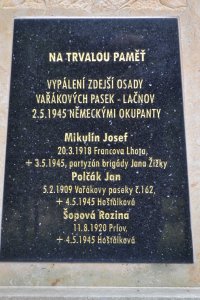 NA TRVALOU PAMĚŤ
VYPÁLENÍ ZDEJŠÍ OSADY
VAŘÁKOVÝCH PASEK - LAČNOV
2.5.1945 NĚMECKÝMI OKUPANTY
Mikulín Josef
20.3.1918 Francova Lhota,
+ 3.5.1945, partyzán brigády Jana Žižky
Polčák Jan
5.2.1909 Vařákovy paseky č.162,
+ 4.5.1945 Hošťálková
Šopová Rozina
11.8.1920 Prlov,
+ 4.5.1945 Hošťálková